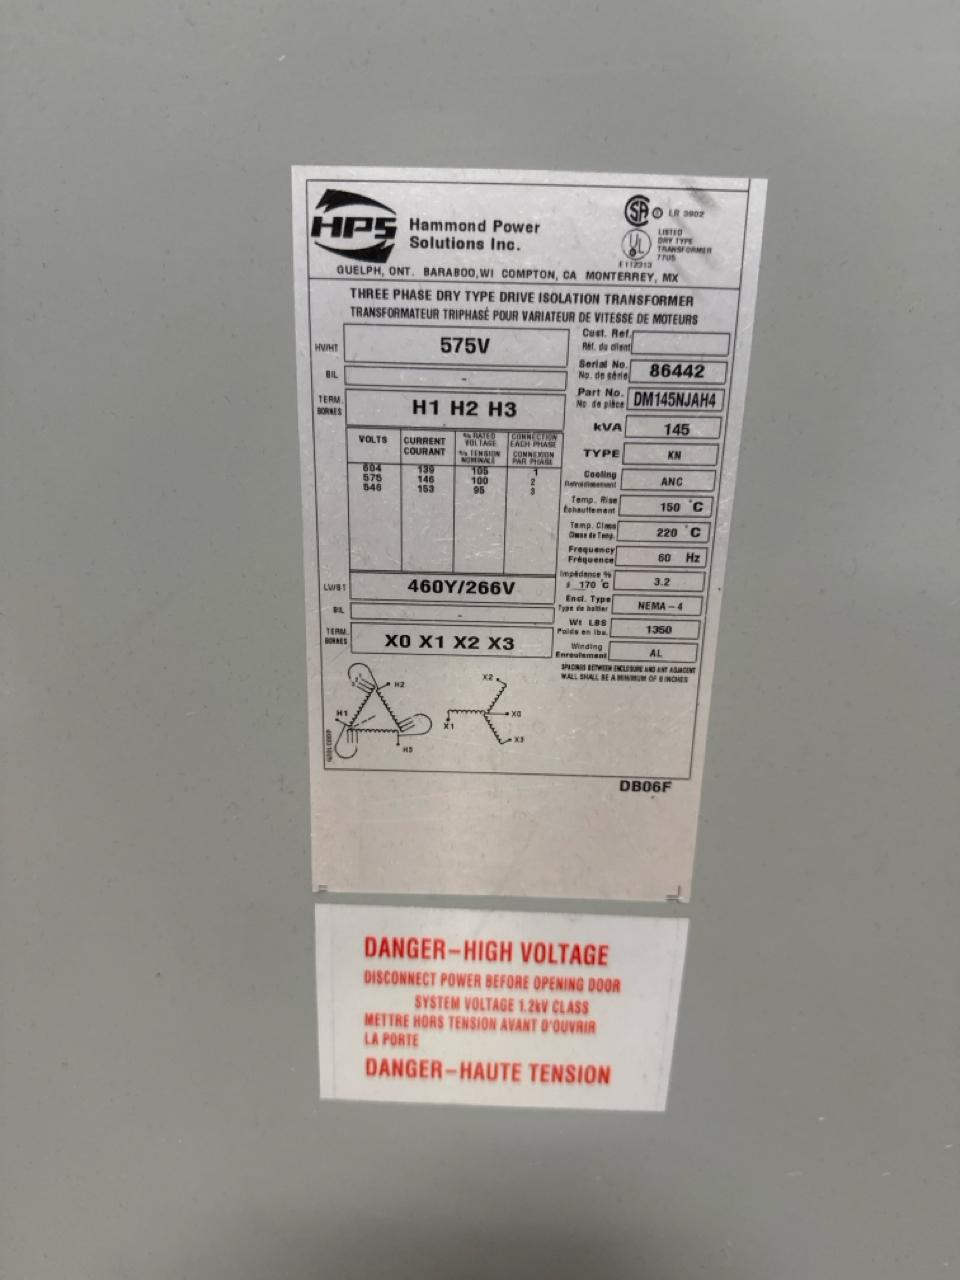 HPS
Hammond Power
Solutions Inc.
SA LR 3902
UL
LISTED
DRY TYPE
TRANSFORMER
77U5
E112313
GUELPH, ONT. BARABOO,WI COMPTON, CA MONTERREY, MX
THREE PHASE DRY TYPE DRIVE ISOLATION TRANSFORMER
TRANSFORMATEUR TRIPHASÉ POUR VARIATEUR DE VITESSE DE MOTEURS
HV/HT 575V
BIL -
TERM. H1 H2 H3
BORNES
VOLTS CURRENT COURANT % RATED VOLTAGE % TENSION NOMINALE CONNECTION EACH PHASE CONNEXION PAR PHASE
604 139 105 1
575 146 100 2
546 153 95 3
460Y/266V
BIL -
TERM. X0 X1 X2 X3
BORNES
Cust. Ref.
Réf. du client
Serial No. 86442
No. de série
Part No. DM145NJAH4
No de pièce
kVA 145
TYPE KN
Cooling ANC
Refroidissement
Temp. Rise 150 °C
Échauffement
Temp. Class 220 °C
Classe de Temp.
Frequency 60 Hz
Fréquence
Impédance % 3.2
170 °C
Encl. Type NEMA-4
Type de boîtier
Wt LBS 1350
Poids en lbs.
Winding AL
Enroulement
SPACINGS BETWEEN ENCLOSURE AND ANY ADJACENT
WALL SHALL BE A MINIMUM OF 6 INCHES
H2
H1
H3
X2
X0
X1
X3
DB06F
DANGER-HIGH VOLTAGE
DISCONNECT POWER BEFORE OPENING DOOR
SYSTEM VOLTAGE 1.2kV CLASS
METTRE HORS TENSION AVANT D'OUVRIR
LA PORTE
DANGER-HAUTE TENSION